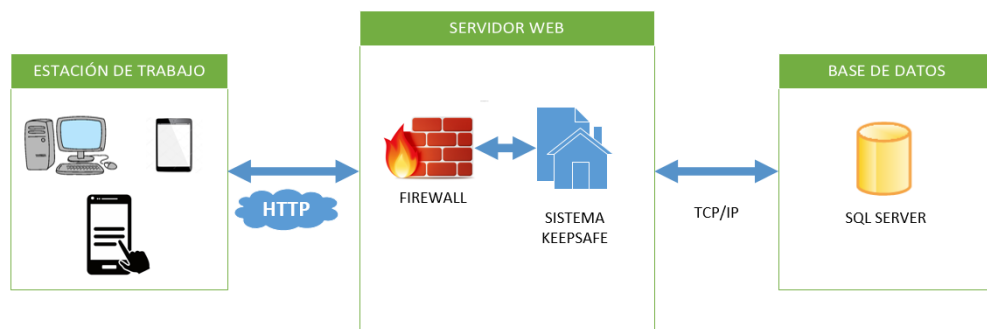 SERVIDOR WEB
ESTACIÓN DE TRABAJO
BASE DE DATOS
HTTP
FIREWALL
SISTEMA
KEEPSAFE
TCP/IP
SQL SERVER